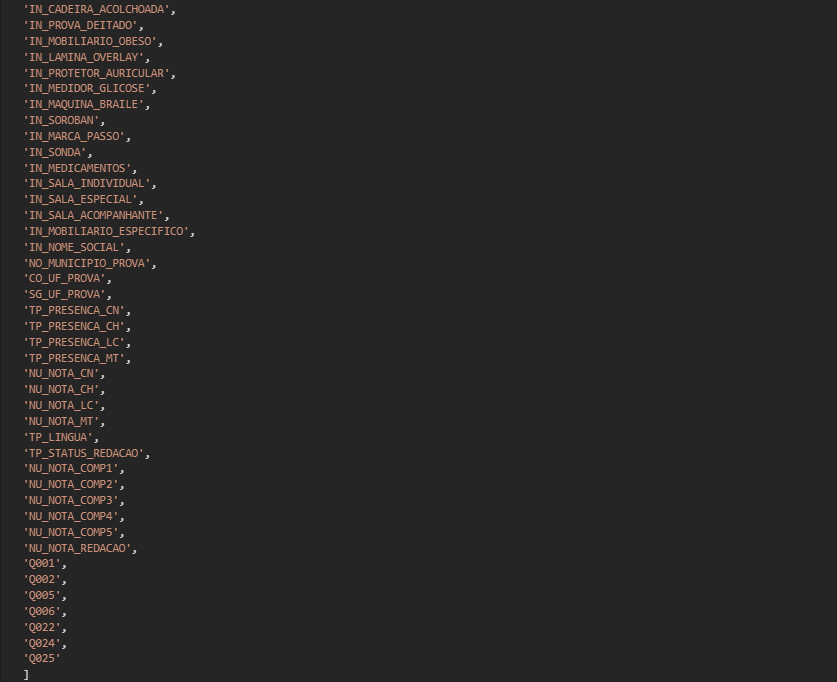 'IN_CADEIRA_ACOLCHOADA',
'IN_PROVA_DEITADO',
'IN_MOBILIARIO_OBESO',
'IN_LAMINA_OVERLAY',
'IN_PROTETOR_AURICULAR',
'IN_MEDIDOR_GLICOSE',
'IN_MAQUINA_BRAILE',
'IN_SOROBAN',
'IN_MARCA_PASSO',
'IN_SONDA',
'IN_MEDICAMENTOS',
'IN_SALA_INDIVIDUAL',
'IN_SALA_ESPECIAL',
'IN_SALA_ACOMPANHANTE',
'IN_MOBILIARIO_ESPECIFICO',
'IN_NOME_SOCIAL',
'NO_MUNICIPIO_PROVA',
'CO_UF_PROVA',
'SG_UF_PROVA',
'TP_PRESENCA_CN',
'TP_PRESENCA_CH',
'TP_PRESENCA_LC',
'TP_PRESENCA_MT',
'NU_NOTA_CN',
'NU_NOTA_CH',
'NU_NOTA_LC',
'NU_NOTA_MT',
'TP_LINGUA',
'TP_STATUS_REDACAO',
'NU_NOTA_COMP1',
'NU_NOTA_COMP2',
'NU_NOTA_COMP3',
'NU_NOTA_COMP4',
'NU_NOTA_COMP5',
'NU_NOTA_REDACAO',
'Q001',
'Q002',
'Q005',
'Q006',
'Q022',
'Q024',
'Q025'
]